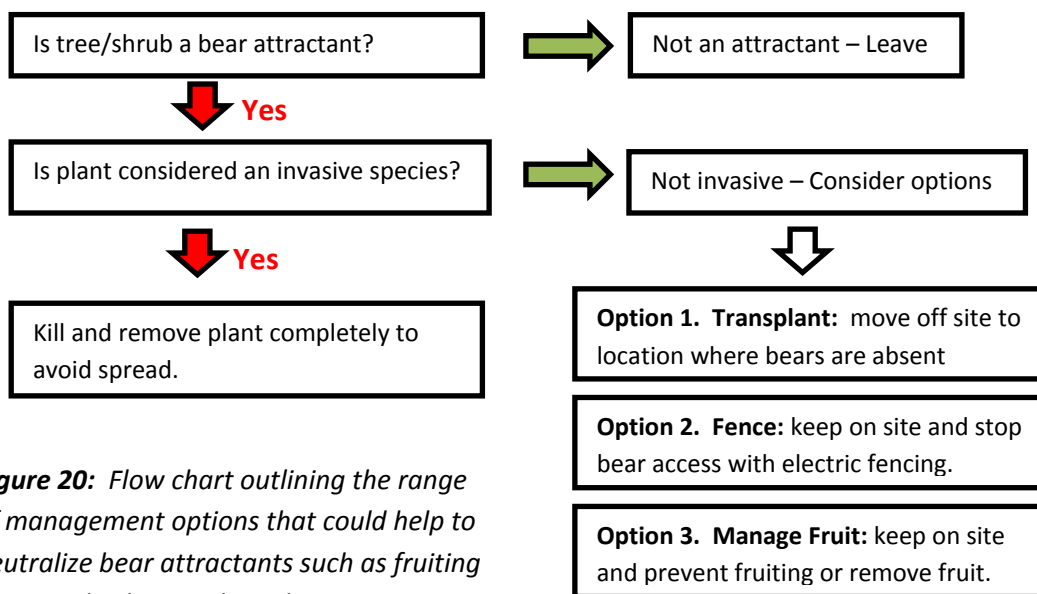 Is tree/shrub a bear attractant?
Not an attractant – Leave
Yes
Is plant considered an invasive species?
Not invasive – Consider options
Yes
Kill and remove plant completely to
avoid spread.
Option 1. Transplant: move off site to
location where bears are absent
Option 2. Fence: keep on site and stop
bear access with electric fencing.
Option 3. Manage Fruit: keep on site
and prevent fruiting or remove fruit.
gure 20: Flow chart outlining the range
management options that could help to
eutralize bear attractants such as fruiting